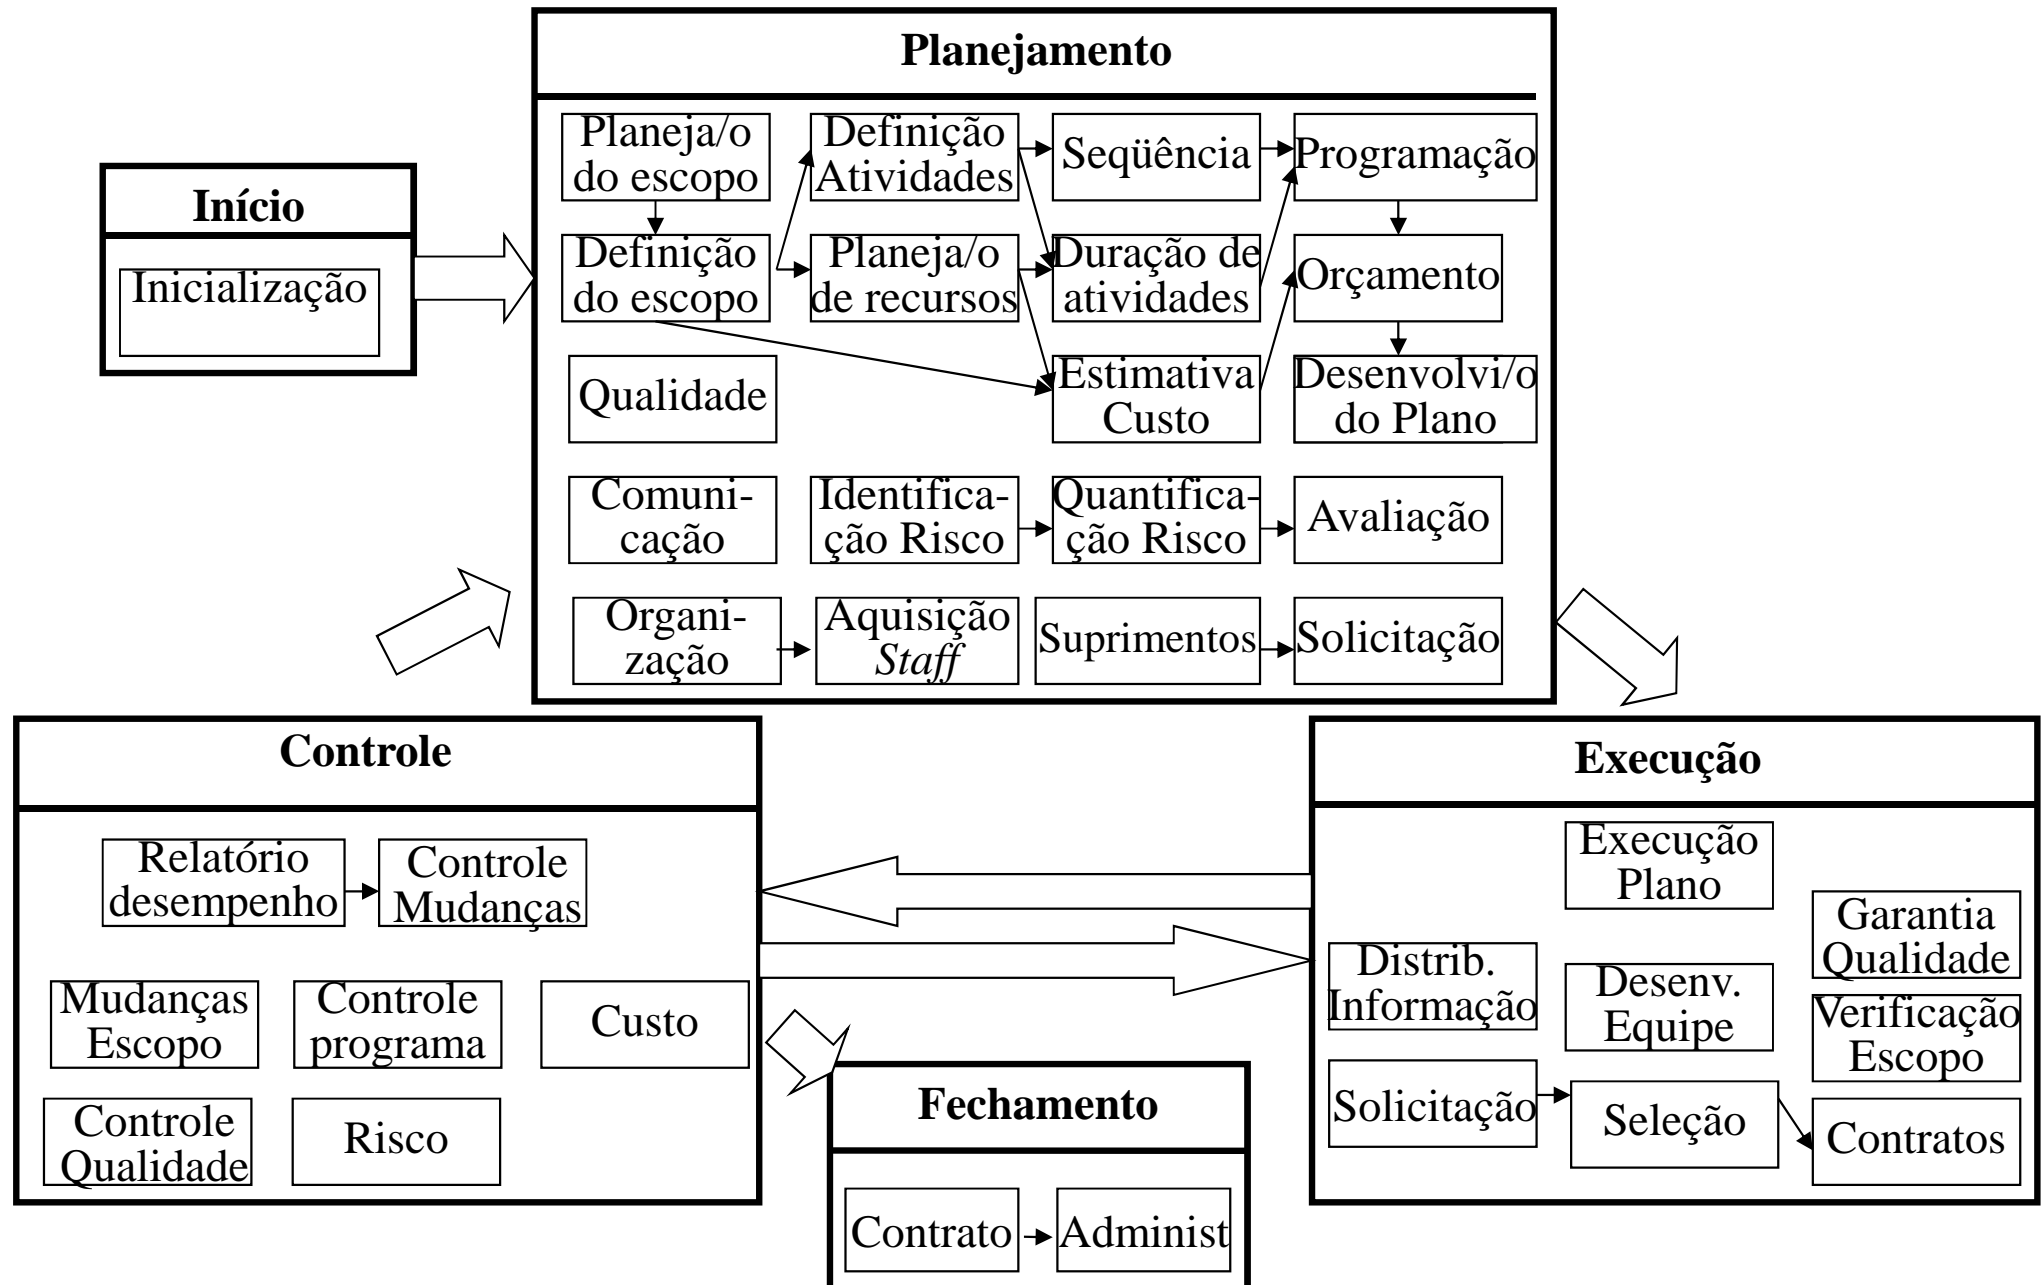 Planejamento
Planeja/o
do escopo
Definição
Atividades
Seqüência
Programação
Início
Inicialização
Definição
do escopo
Planeja/o
de recursos
Duração de
atividades
Orçamento
Qualidade
Estimativa
Custo
Desenvolvi/o
do Plano
Comuni-
cação
Identifica-
ção Risco
Quantifica-
ção Risco
Avaliação
Organi-
zação
Aquisição
Staff
Suprimentos
Solicitação
Controle
Relatório
desempenho
Controle
Mudanças
Mudanças
Escopo
Controle
programa
Custo
Controle
Qualidade
Risco
Execução
Execução
Plano
Garantia
Qualidade
Distrib.
Informação
Desenv.
Equipe
Verificação
Escopo
Solicitação
Seleção
Contratos
Fechamento
Contrato
Administ